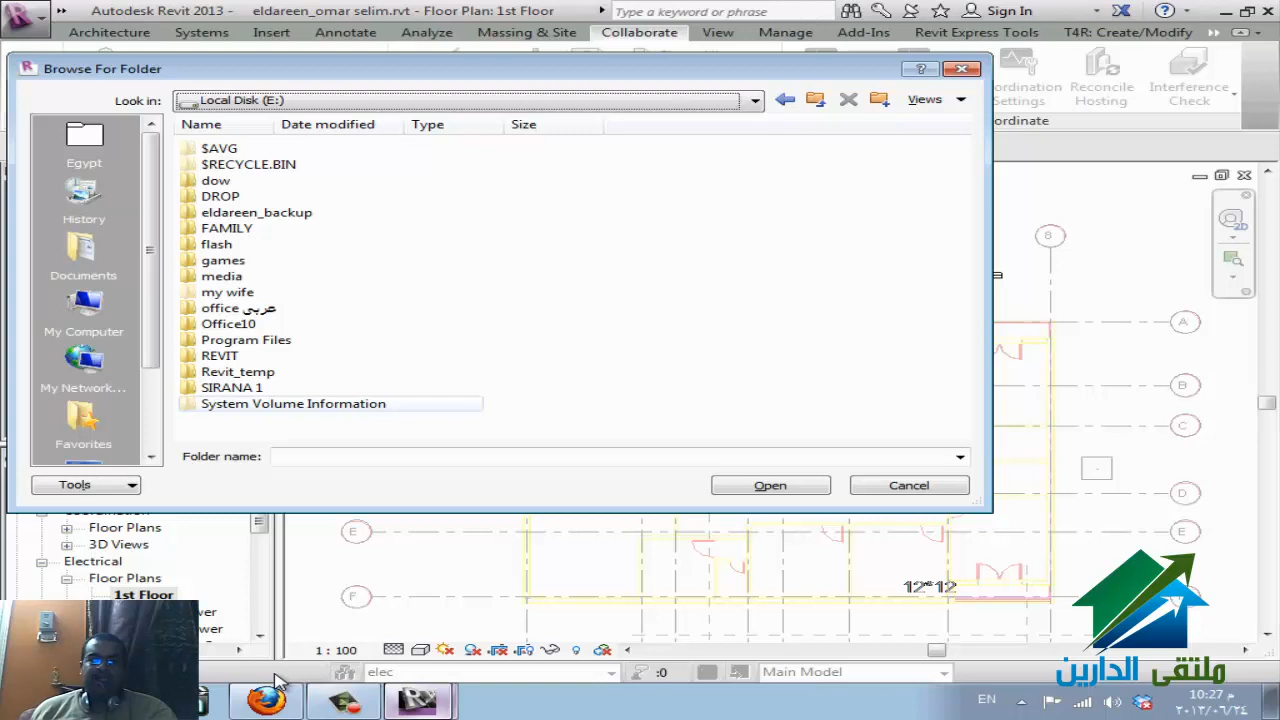 Autodesk Revit 2013 - eldareen_omar selim.rvt - Floor Plan: 1st Floor
Type a keyword or phrase
Sign In
Architecture Systems Insert Annotate Analyze Massing & Site Collaborate View Manage Add-Ins Revit Express Tools T4R: Create/Modify
Browse For Folder
Look in: Local Disk (E:)
Views
Reconcile Hosting
Interference Check
Settings
Name Date modified Type Size
$AVG
$RECYCLE.BIN
dow
DROP
eldareen_backup
FAMILY
flash
games
media
my wife
office عربى
Office10
Program Files
REVIT
Revit_temp
SIRANA 1
System Volume Information
Egypt
History
Documents
My Computer
My Network...
Favorites
Folder name:
Tools
Open
Cancel
B
A
B
C
D
E
E
F
12*12
Floor Plans
3D Views
Electrical
Floor Plans
1st Floor
1 : 100
elec
:0
Main Model
ملتقى الدارين
EN
10:27 م
٢٠١٣/٠٦/٢٤